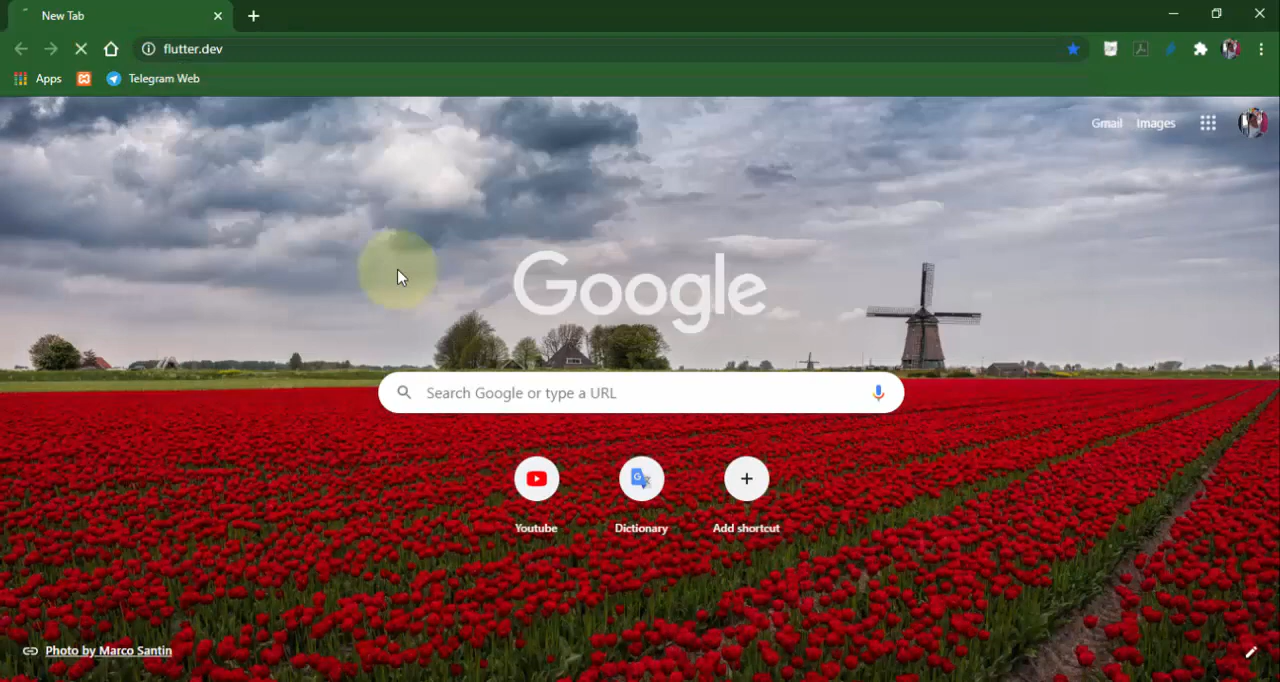 New Tab
flutter.dev
Apps
Telegram Web
Gmail Images
Google
Search Google or type a URL
Youtube Dictionary Add shortcut
Photo by Marco Santin